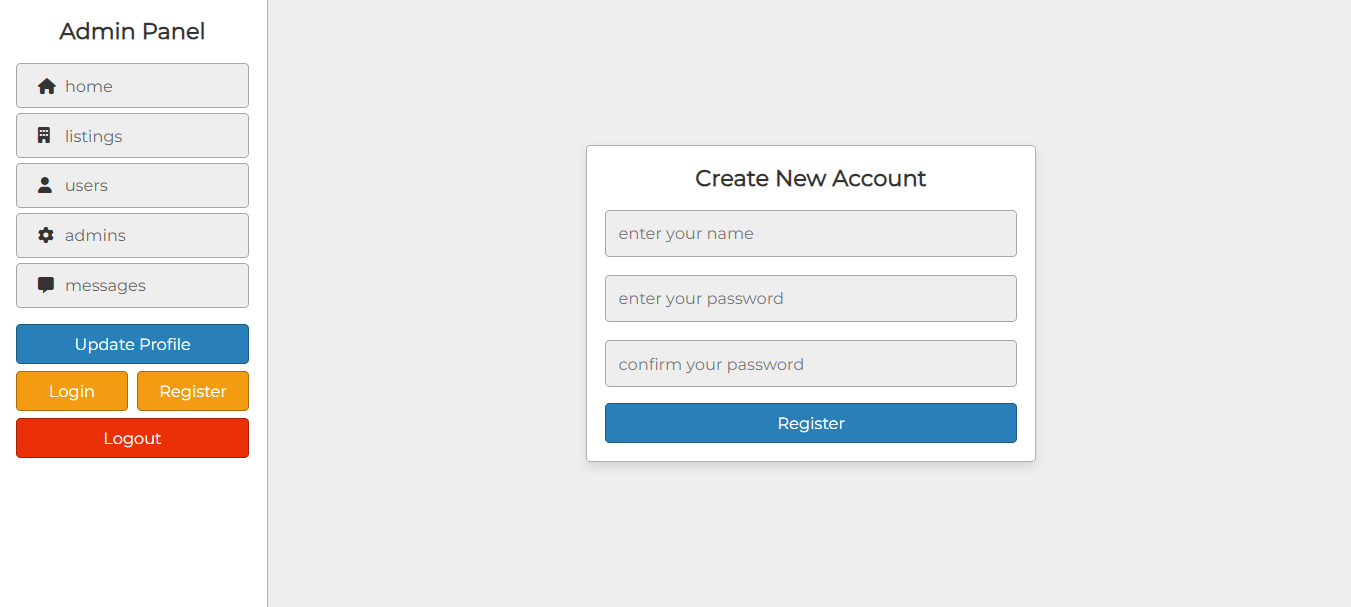 Admin Panel
home
listings
users
admins
messages
Update Profile
Login
Register
Logout
Create New Account
enter your name
enter your password
confirm your password
Register